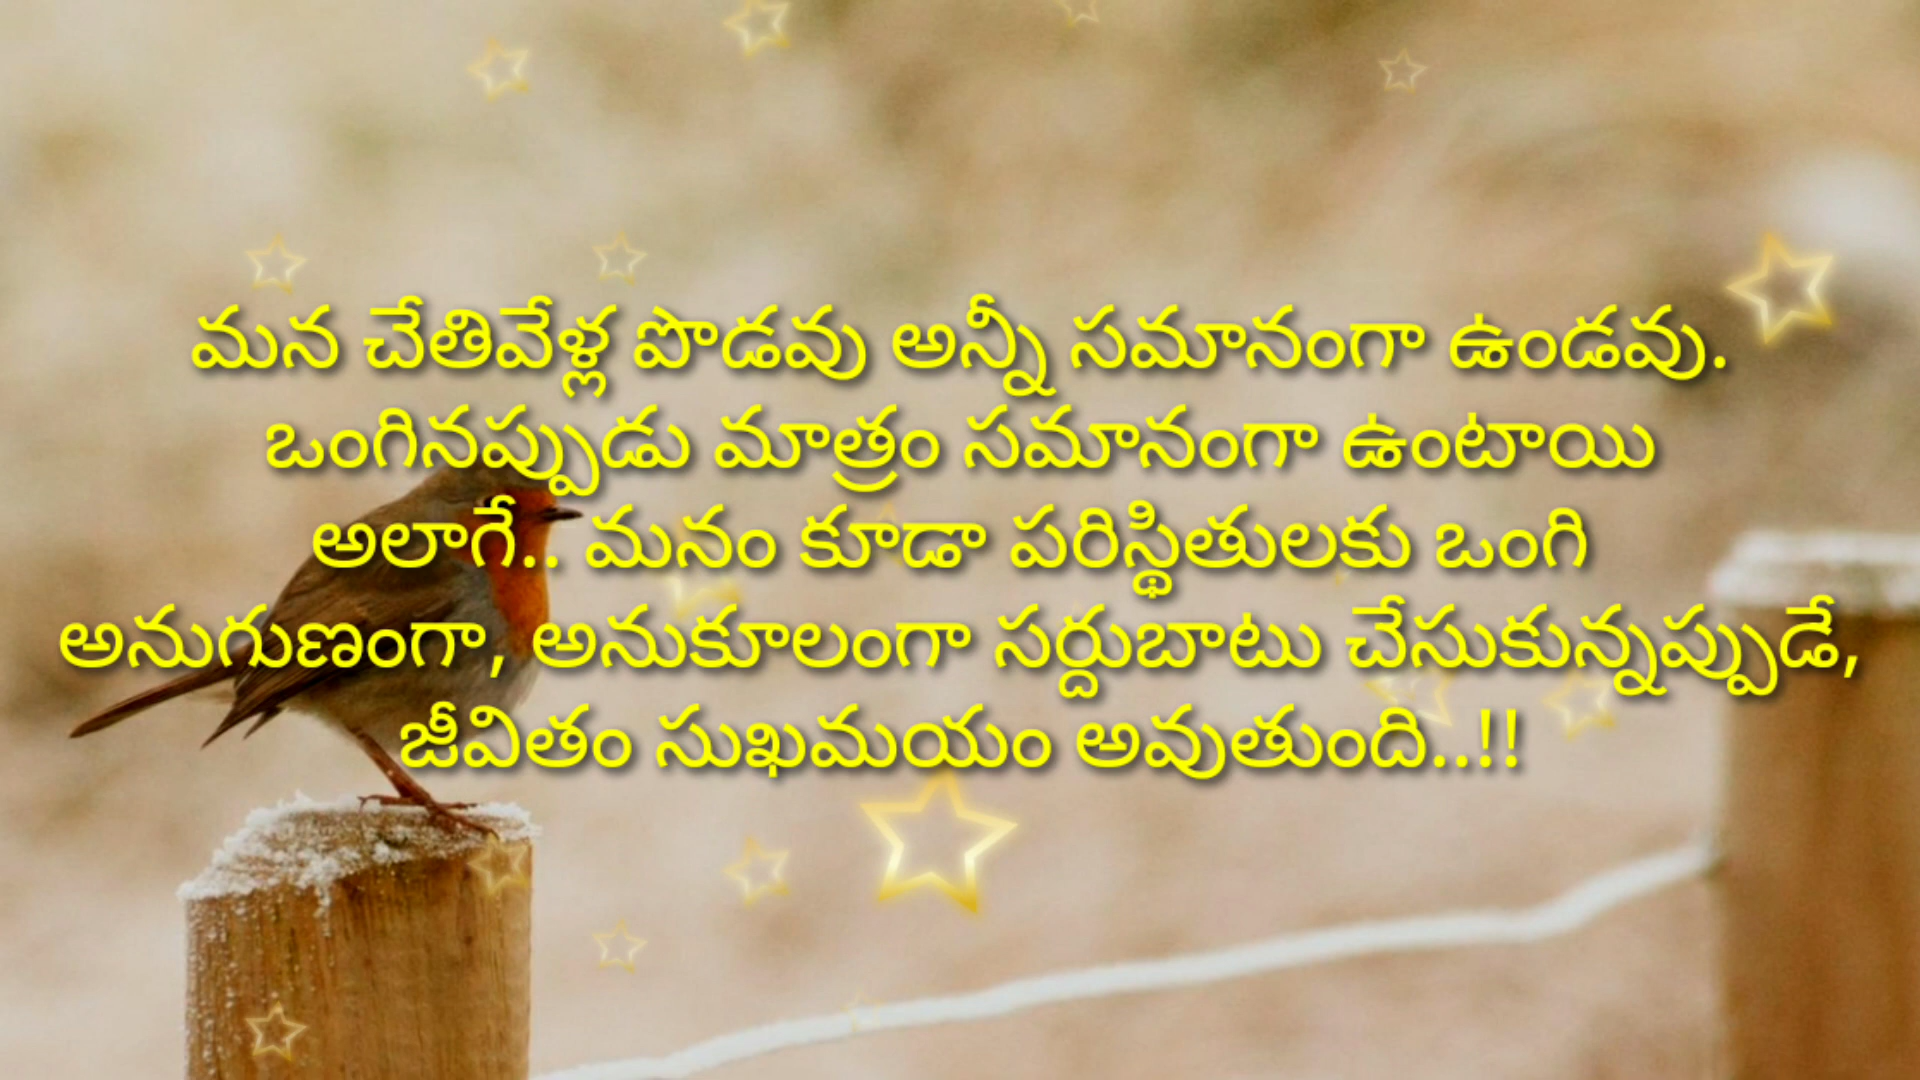 మన చేతివేళ్ల పొడవు అన్నీ సమానంగా ఉండవు.
ఒంగినప్పుడు మాత్రం సమానంగా ఉంటాయి
అలాగే.. మనం కూడా పరిస్థితులకు ఒంగి
అనుగుణంగా, అనుకూలంగా సర్దుబాటు చేసుకున్నప్పుడే,
జీవితం సుఖమయం అవుతుంది..!!